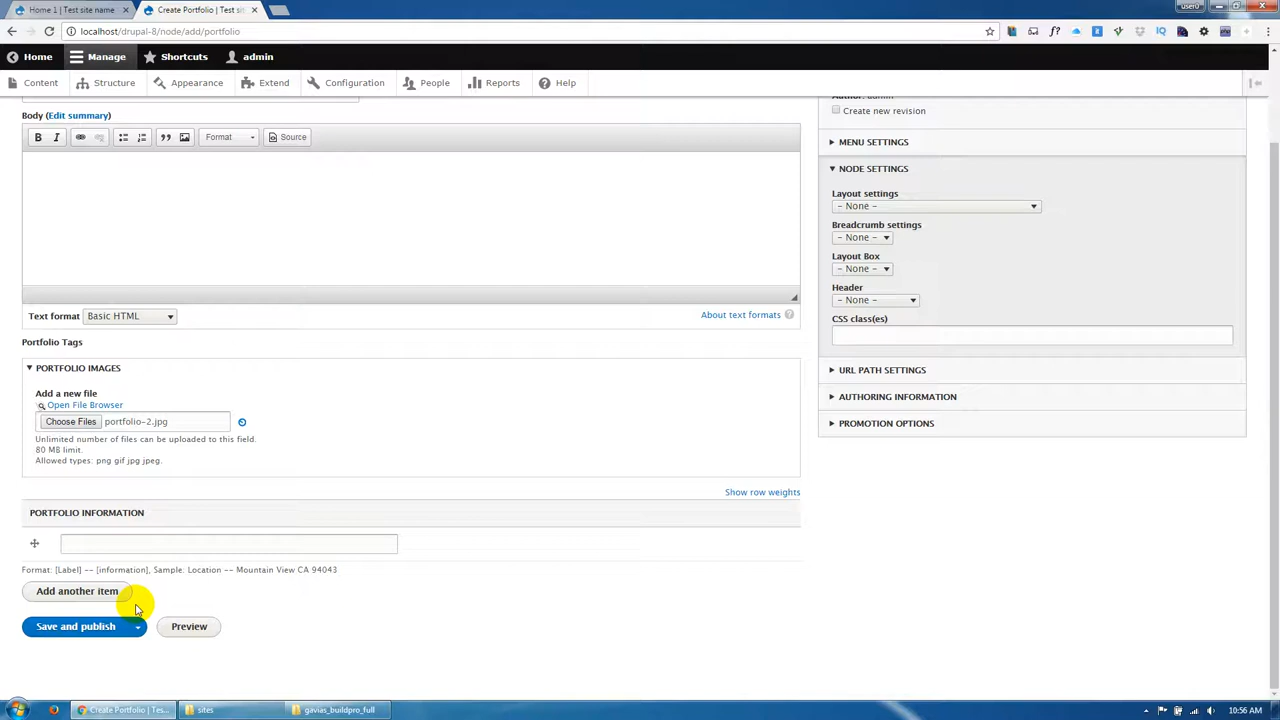 Home 1 | Test site name
Create Portfolio | Test sit
user0
localhost/drupal-8/node/add/portfolio
Home
Manage
Shortcuts
admin
Content
Structure
Appearance
Extend
Configuration
People
Reports
Help
Author: admin
Create new revision
Body (Edit summary)
B I Format Source
MENU SETTINGS
NODE SETTINGS
Layout settings
- None -
Breadcrumb settings
- None -
Layout Box
- None -
Header
- None -
CSS class(es)
Text format Basic HTML
About text formats ?
Portfolio Tags
PORTFOLIO IMAGES
Add a new file
Open File Browser
Choose Files portfolio-2.jpg
Unlimited number of files can be uploaded to this field.
80 MB limit.
Allowed types: png gif jpg jpeg.
URL PATH SETTINGS
AUTHORING INFORMATION
PROMOTION OPTIONS
Show row weights
PORTFOLIO INFORMATION
Format: [Label] -- [information], Sample: Location -- Mountain View CA 94043
Add another item
Save and publish
Preview
Create Portfolio | Tes...
sites
gavias_buildpro_full
10:56 AM